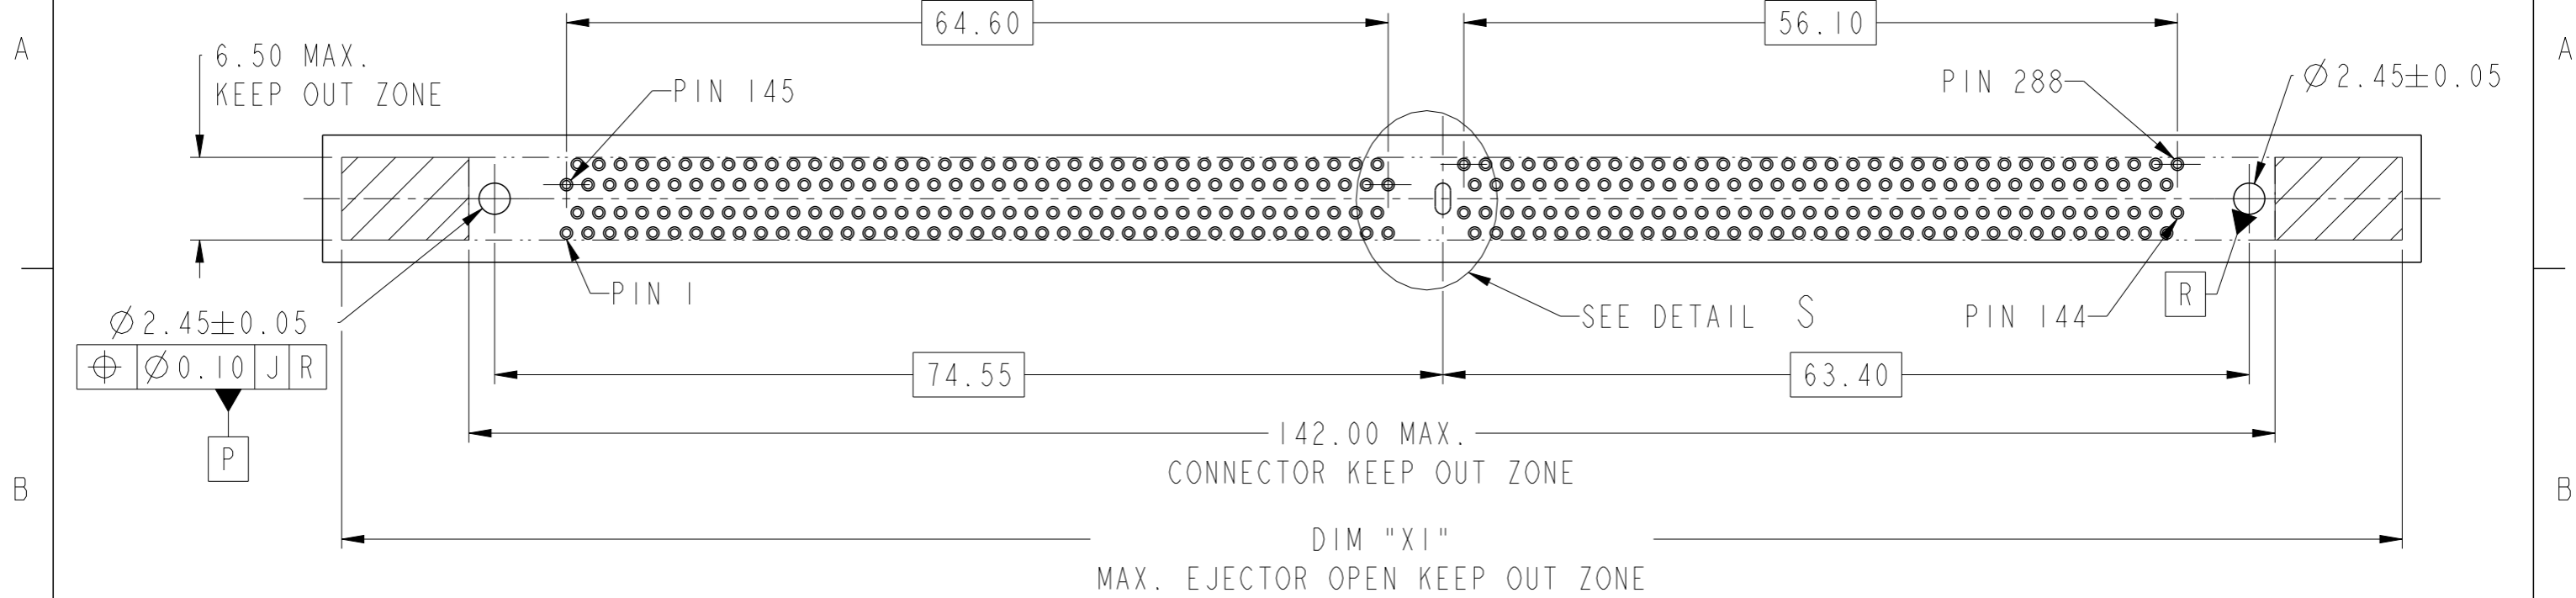 A
64.60
56.10
A
6.50 MAX.
KEEP OUT ZONE
PIN 145
PIN 288
Ø2.45±0.05
PIN 1
SEE DETAIL S
PIN 144
R
Ø2.45±0.05
⌖ Ø0.10 J R
74.55
63.40
P
142.00 MAX.
CONNECTOR KEEP OUT ZONE
B
B
DIM "X1"
MAX. EJECTOR OPEN KEEP OUT ZONE